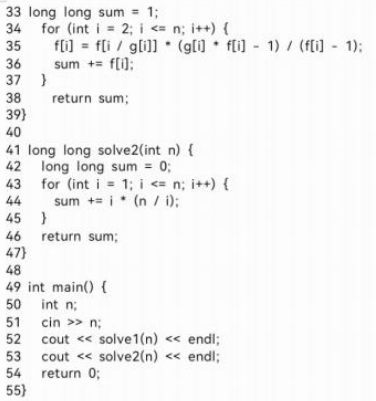 33 long long sum = 1;
34 for (int i = 2; i <= n; i++) {
35 f[i] = f[i / g[i]] * (g[i] * f[i] - 1) / (f[i] - 1);
36 sum += f[i];
37 }
38 return sum;
39}
40
41 long long solve2(int n) {
42 long long sum = 0;
43 for (int i = 1; i <= n; i++) {
44 sum += i * (n / i);
45 }
46 return sum;
47}
48
49 int main() {
50 int n;
51 cin >> n;
52 cout << solve1(n) << endl;
53 cout << solve2(n) << endl;
54 return 0;
55}